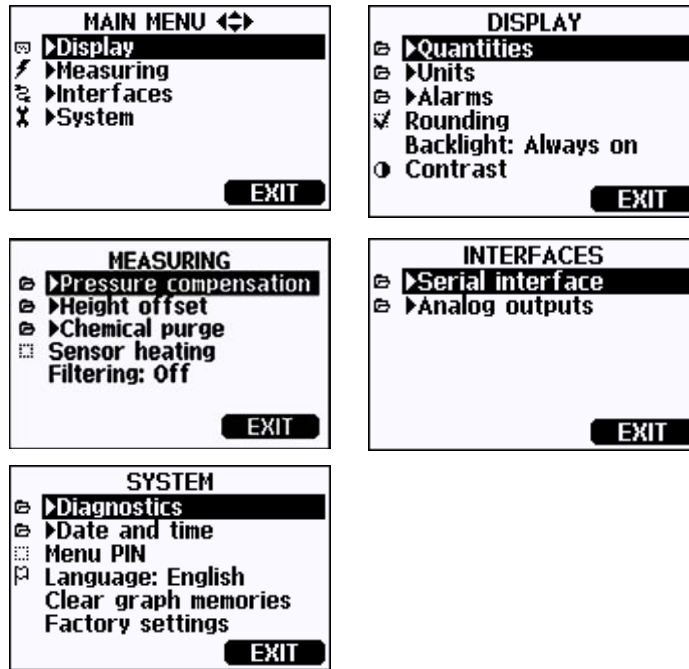 MAIN MENU
▶Display
▶Measuring
▶Interfaces
▶System
EXIT
DISPLAY
▶Quantities
▶Units
▶Alarms
Rounding
Backlight: Always on
Contrast
EXIT
MEASURING
▶Pressure compensation
▶Height offset
▶Chemical purge
Sensor heating
Filtering: Off
EXIT
INTERFACES
▶Serial interface
▶Analog outputs
EXIT
SYSTEM
▶Diagnostics
▶Date and time
Menu PIN
Language: English
Clear graph memories
Factory settings
EXIT